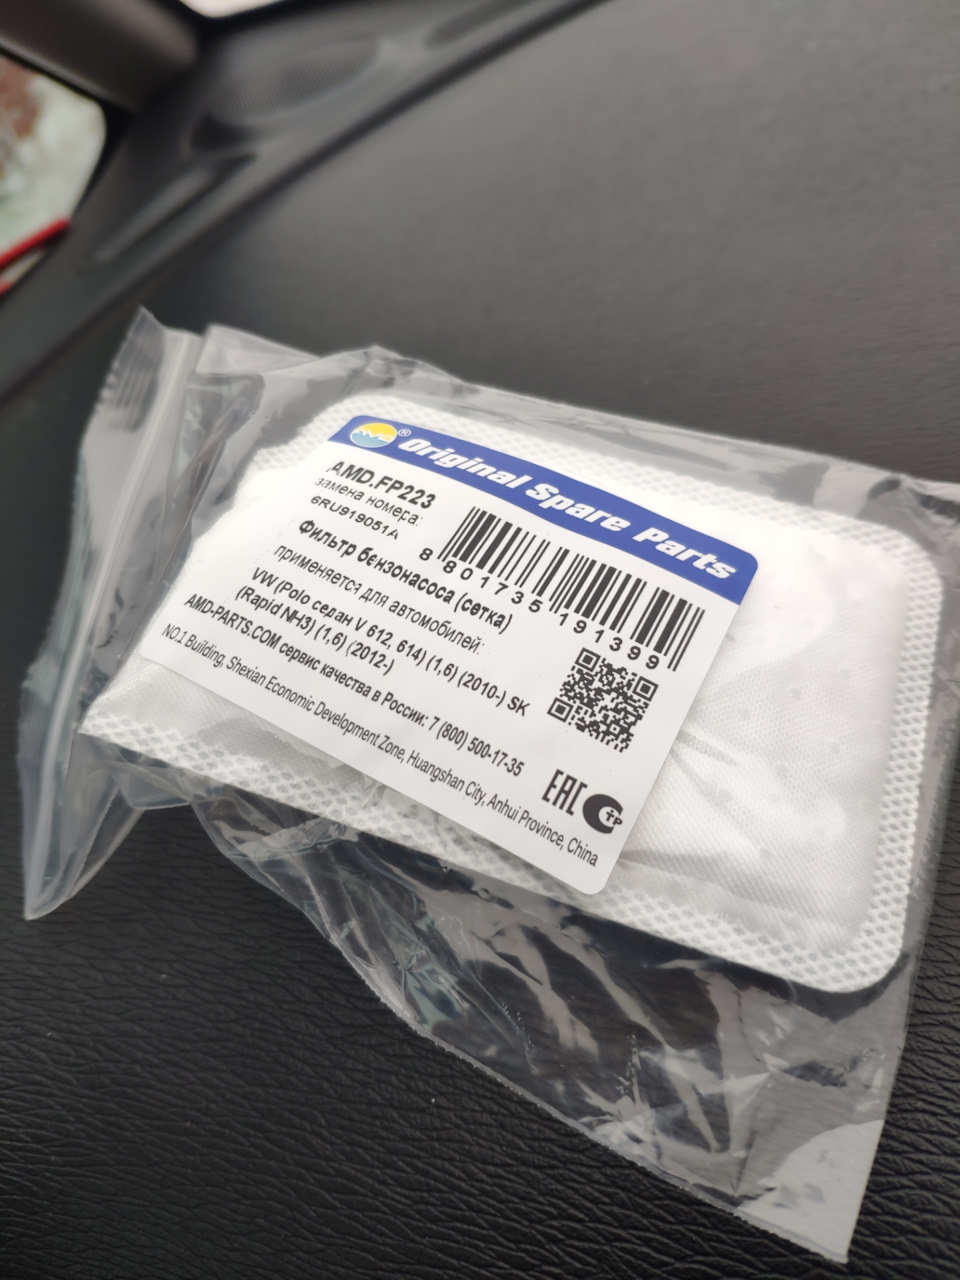 AMD
®
Original Spare Parts
AMD.FP223
замена номера:
6RU919051A
8 801735 191399
Фильтр бензонасоса (сетка)
применяется для автомобилей:
VW (Polo седан V 612, 614) (1,6) (2010-) SK
(Rapid NH3) (1,6) (2012-)
AMD-PARTS.COM сервис качества в России: 7 (800) 500-17-35
NO.1 Building, Shexian Economic Development Zone, Huangshan City, Anhui Province, China
EAC
СТР